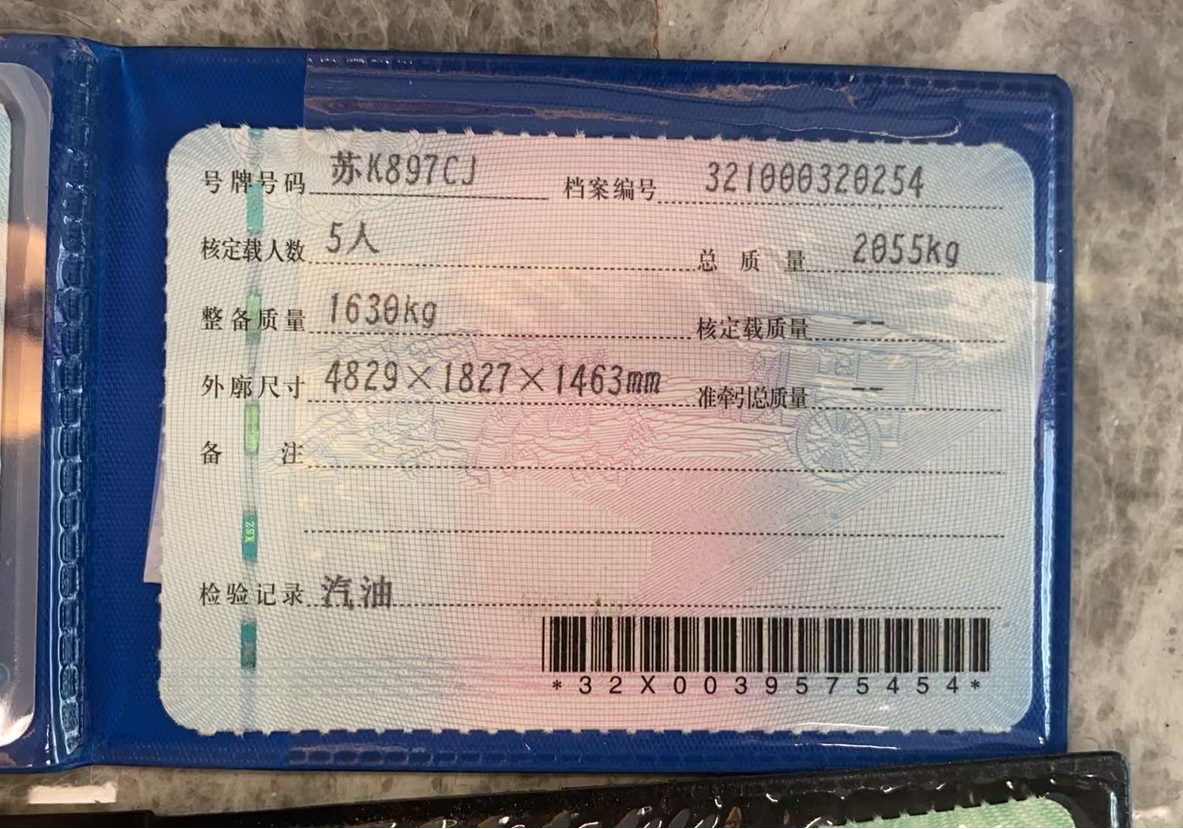 号牌号码 苏K897CJ 档案编号 321000320254
核定载人数 5人 总质量 2055kg
整备质量 1630kg 核定载质量 --
外廓尺寸 4829×1827×1463mm 准牵引总质量 --
备注
检验记录 汽油
*32X0039575454*